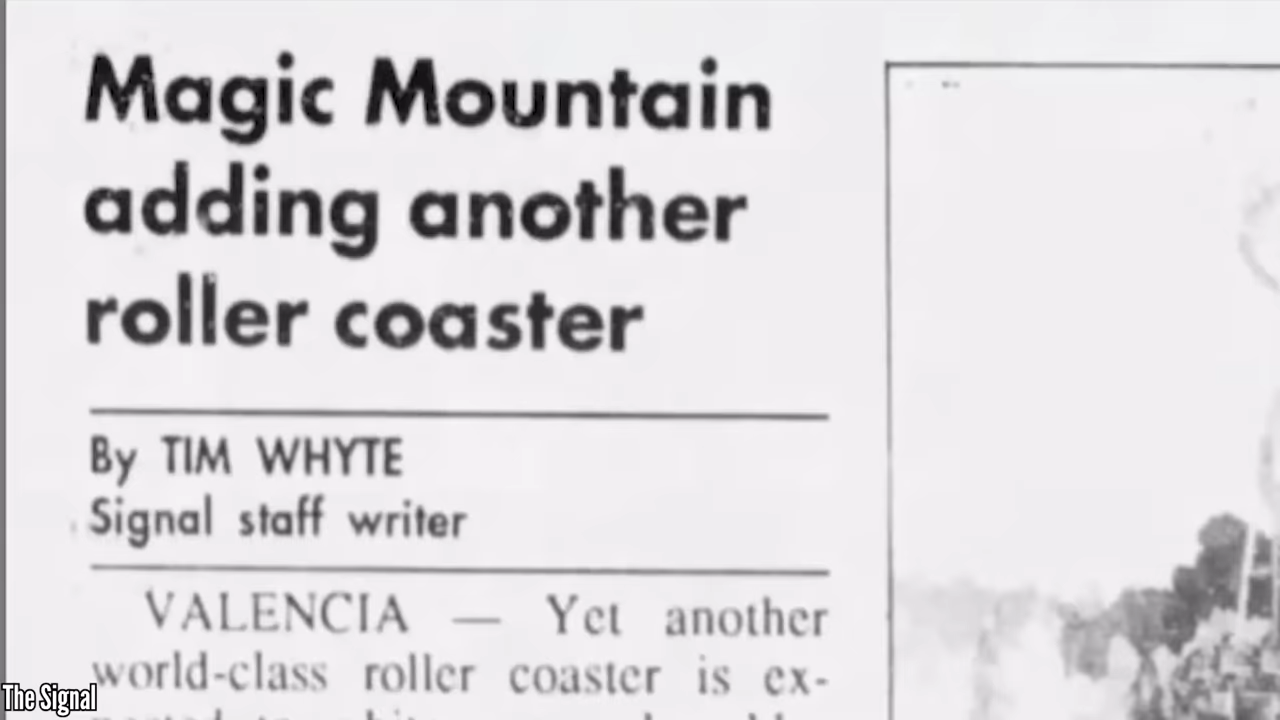 Magic Mountain
adding another
roller coaster
By TIM WHYTE
Signal staff writer
VALENCIA — Yet another
world-class roller coaster is ex-
The Signal